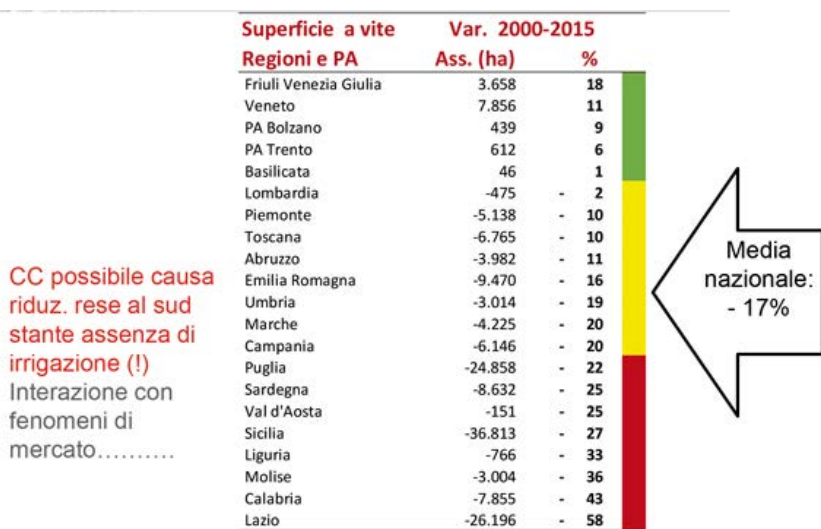 Superficie a vite Var. 2000-2015
Regioni e PA Ass. (ha) %
Friuli Venezia Giulia 3.658 18
Veneto 7.856 11
PA Bolzano 439 9
PA Trento 612 6
Basilicata 46 1
Lombardia -475 - 2
Piemonte -5.138 - 10
Toscana -6.765 - 10
Abruzzo -3.982 - 11
Emilia Romagna -9.470 - 16
Umbria -3.014 - 19
Marche -4.225 - 20
Campania -6.146 - 20
Puglia -24.858 - 22
Sardegna -8.632 - 25
Val d'Aosta -151 - 25
Sicilia -36.813 - 27
Liguria -766 - 33
Molise -3.004 - 36
Calabria -7.855 - 43
Lazio -26.196 - 58
CC possibile causa
riduz. rese al sud
stante assenza di
irrigazione (!)
Interazione con
fenomeni di
mercato..........
Media
nazionale:
- 17%